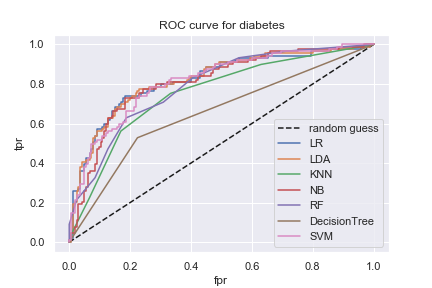 ROC curve for diabetes
1.0
0.8
0.6
0.4
0.2
0.0
tpr
0.0 0.2 0.4 0.6 0.8 1.0
fpr
random guess
LR
LDA
KNN
NB
RF
DecisionTree
SVM